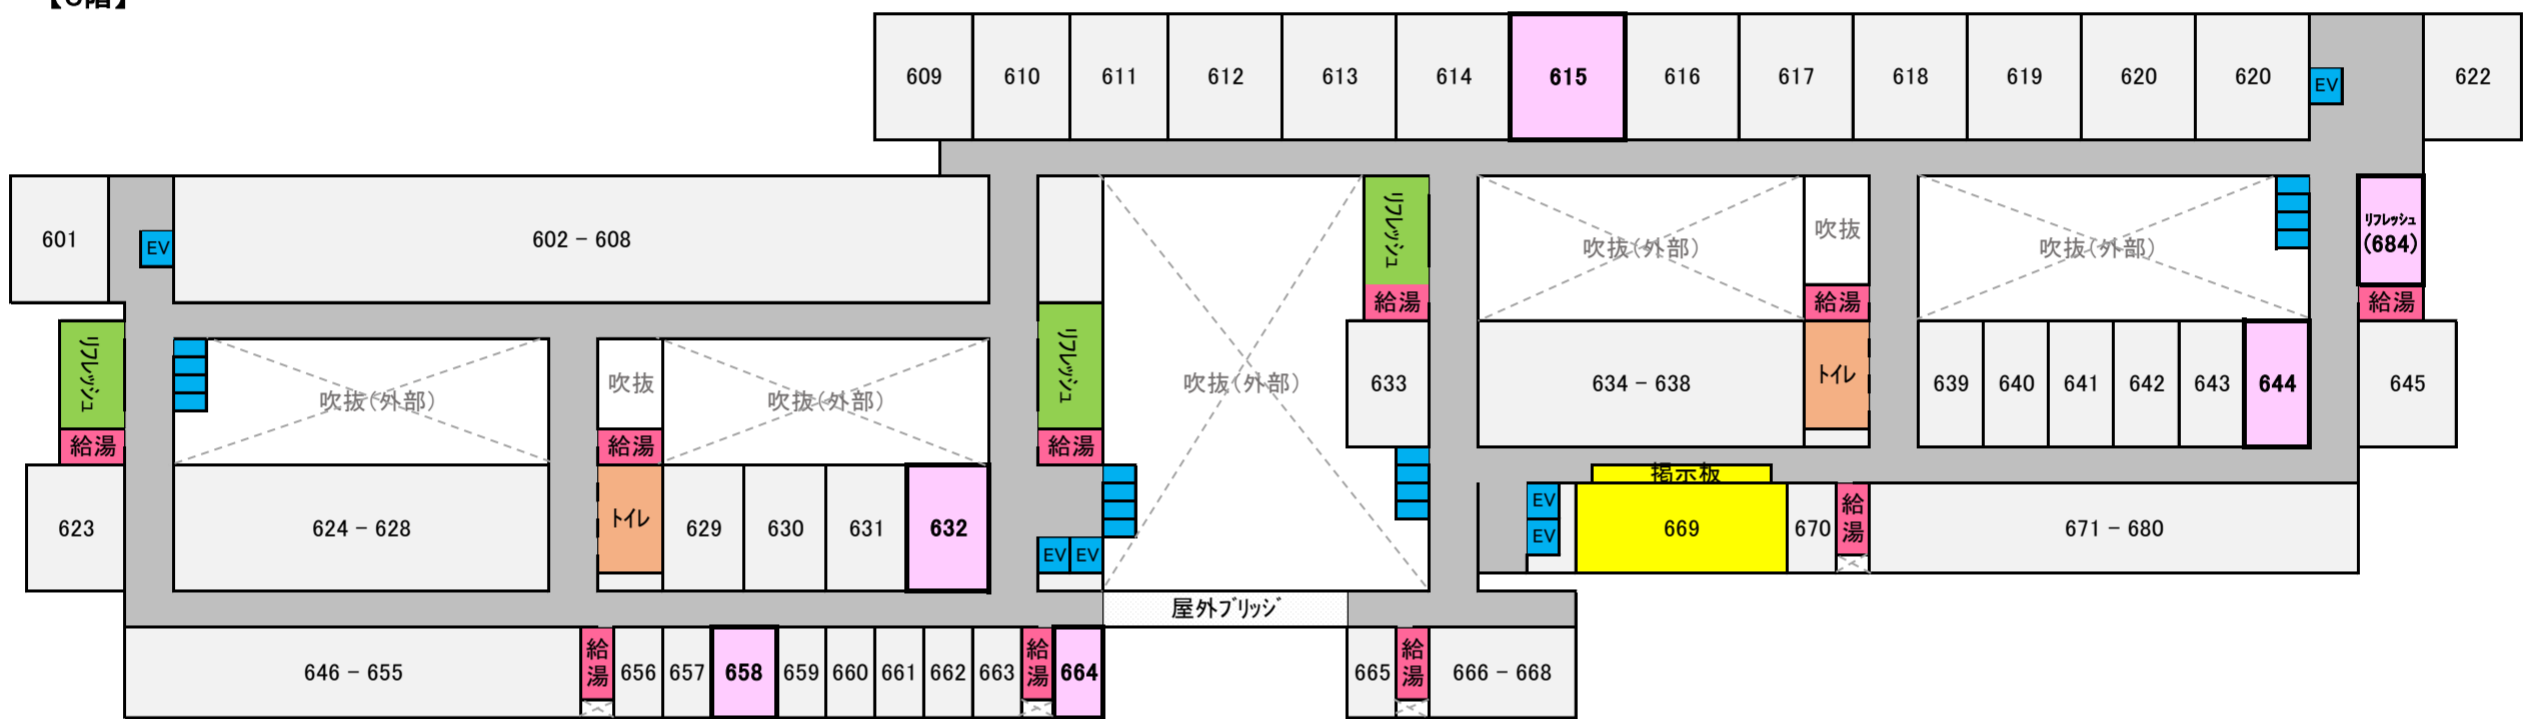 609 610 611 612 613 614 615 616 617 618 619 620 620 EV 622
601 EV 602 － 608 リフレッシュ 吹抜(外部) 吹抜 吹抜(外部) リフレッシュ
(684)
給湯 給湯 給湯
リフレッシュ 吹抜(外部) 吹抜 吹抜(外部) リフレッシュ 吹抜(外部) 633 634 － 638 トイレ 639 640 641 642 643 644 645
給湯 給湯 給湯
掲示板
623 624 － 628 トイレ 629 630 631 632 EV EV EV
EV 669 670 給湯 671 － 680
屋外ブリッジ
646 － 655 給湯 656 657 658 659 660 661 662 663 給湯 664 665 給湯 666 － 668